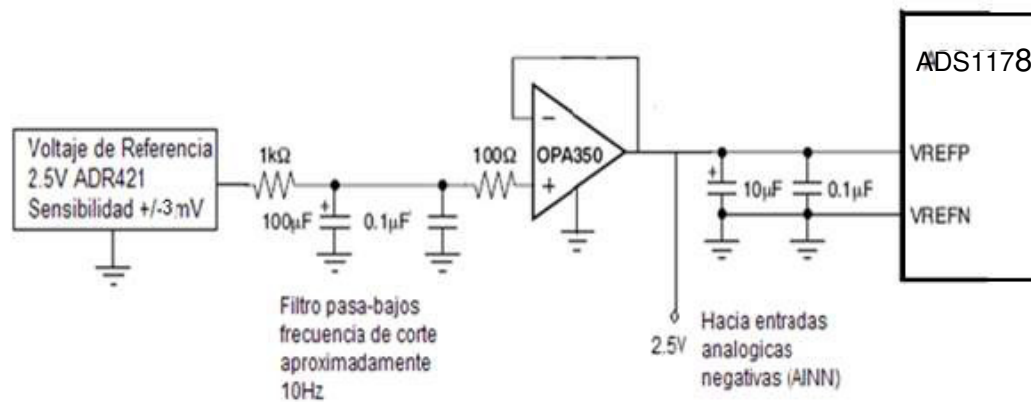 ADS1178
Voltaje de Referencia
2.5V ADR421
Sensibilidad +/-3mV
1kΩ
100Ω
OPA350
100µF
0.1µF
10µF
0.1µF
VREFP
VREFN
Filtro pasa-bajos
frecuencia de corte
aproximadamente
10Hz
2.5V
Hacia entradas
analogicas
negativas (AINN)